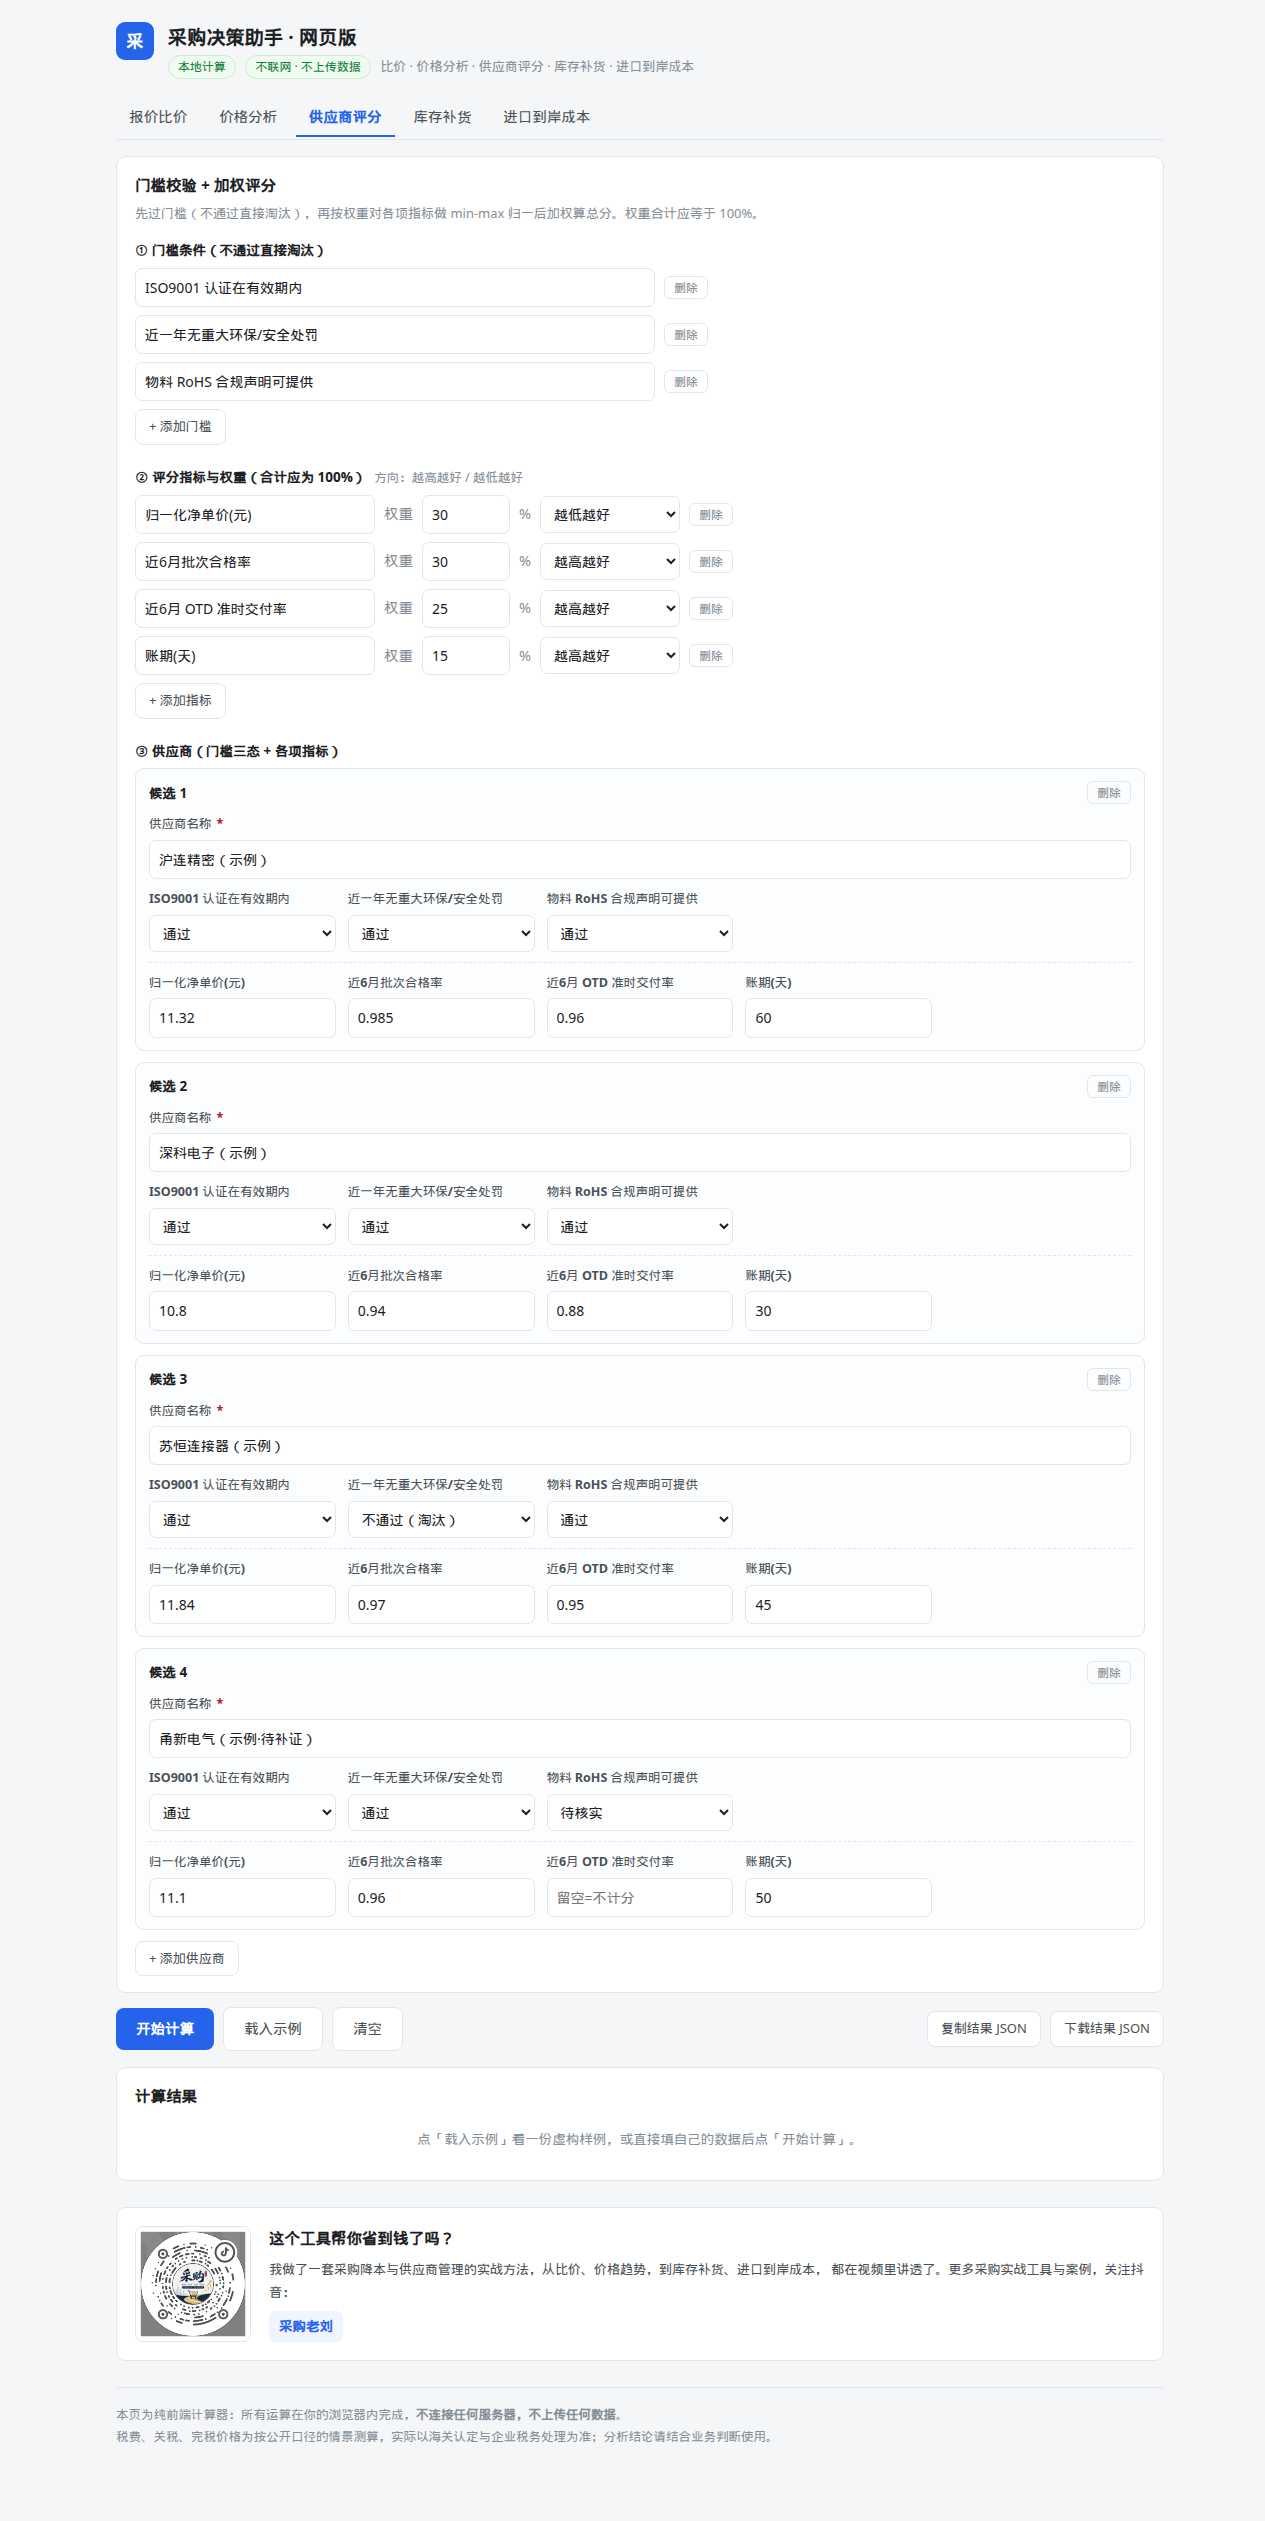 采
采购决策助手 · 网页版
本地计算 不联网 · 不上传数据 比价 · 价格分析 · 供应商评分 · 库存补货 · 进口到岸成本
报价比价 价格分析 供应商评分 库存补货 进口到岸成本
门槛校验 + 加权评分
先过门槛（不通过直接淘汰），再按权重对各项指标做 min-max 归一后加权算总分。权重合计应等于 100%。
① 门槛条件（不通过直接淘汰）
ISO9001 认证在有效期内 删除
近一年无重大环保/安全处罚 删除
物料 RoHS 合规声明可提供 删除
+ 添加门槛
② 评分指标与权重（合计应为 100%） 方向：越高越好 / 越低越好
归一化净单价(元) 权重 30 % 越低越好 删除
近6月批次合格率 权重 30 % 越高越好 删除
近6月 OTD 准时交付率 权重 25 % 越高越好 删除
账期(天) 权重 15 % 越高越好 删除
+ 添加指标
③ 供应商（门槛三态 + 各项指标）
候选 1 删除
供应商名称 *
沪连精密（示例）
ISO9001 认证在有效期内 近一年无重大环保/安全处罚 物料 RoHS 合规声明可提供
通过 通过 通过
归一化净单价(元) 近6月批次合格率 近6月 OTD 准时交付率 账期(天)
11.32 0.985 0.96 60
候选 2 删除
供应商名称 *
深科电子（示例）
ISO9001 认证在有效期内 近一年无重大环保/安全处罚 物料 RoHS 合规声明可提供
通过 通过 通过
归一化净单价(元) 近6月批次合格率 近6月 OTD 准时交付率 账期(天)
10.8 0.94 0.88 30
候选 3 删除
供应商名称 *
苏恒连接器（示例）
ISO9001 认证在有效期内 近一年无重大环保/安全处罚 物料 RoHS 合规声明可提供
通过 不通过（淘汰） 通过
归一化净单价(元) 近6月批次合格率 近6月 OTD 准时交付率 账期(天)
11.84 0.97 0.95 45
候选 4 删除
供应商名称 *
甬新电气（示例·待补证）
ISO9001 认证在有效期内 近一年无重大环保/安全处罚 物料 RoHS 合规声明可提供
通过 通过 待核实
归一化净单价(元) 近6月批次合格率 近6月 OTD 准时交付率 账期(天)
11.1 0.96 留空=不计分 50
+ 添加供应商
开始计算 载入示例 清空 复制结果 JSON 下载结果 JSON
计算结果
点「载入示例」看一份虚构样例，或直接填自己的数据后点「开始计算」。
采购
这个工具帮你省到钱了吗？
我做了一套采购降本与供应商管理的实战方法，从比价、价格趋势，到库存补货、进口到岸成本， 都在视频里讲透了。更多采购实战工具与案例，关注抖
音：
采购老刘
本页为纯前端计算器：所有运算在你的浏览器内完成，不连接任何服务器，不上传任何数据。
税费、关税、完税价格为按公开口径的情景测算，实际以海关认定与企业税务处理为准；分析结论请结合业务判断使用。